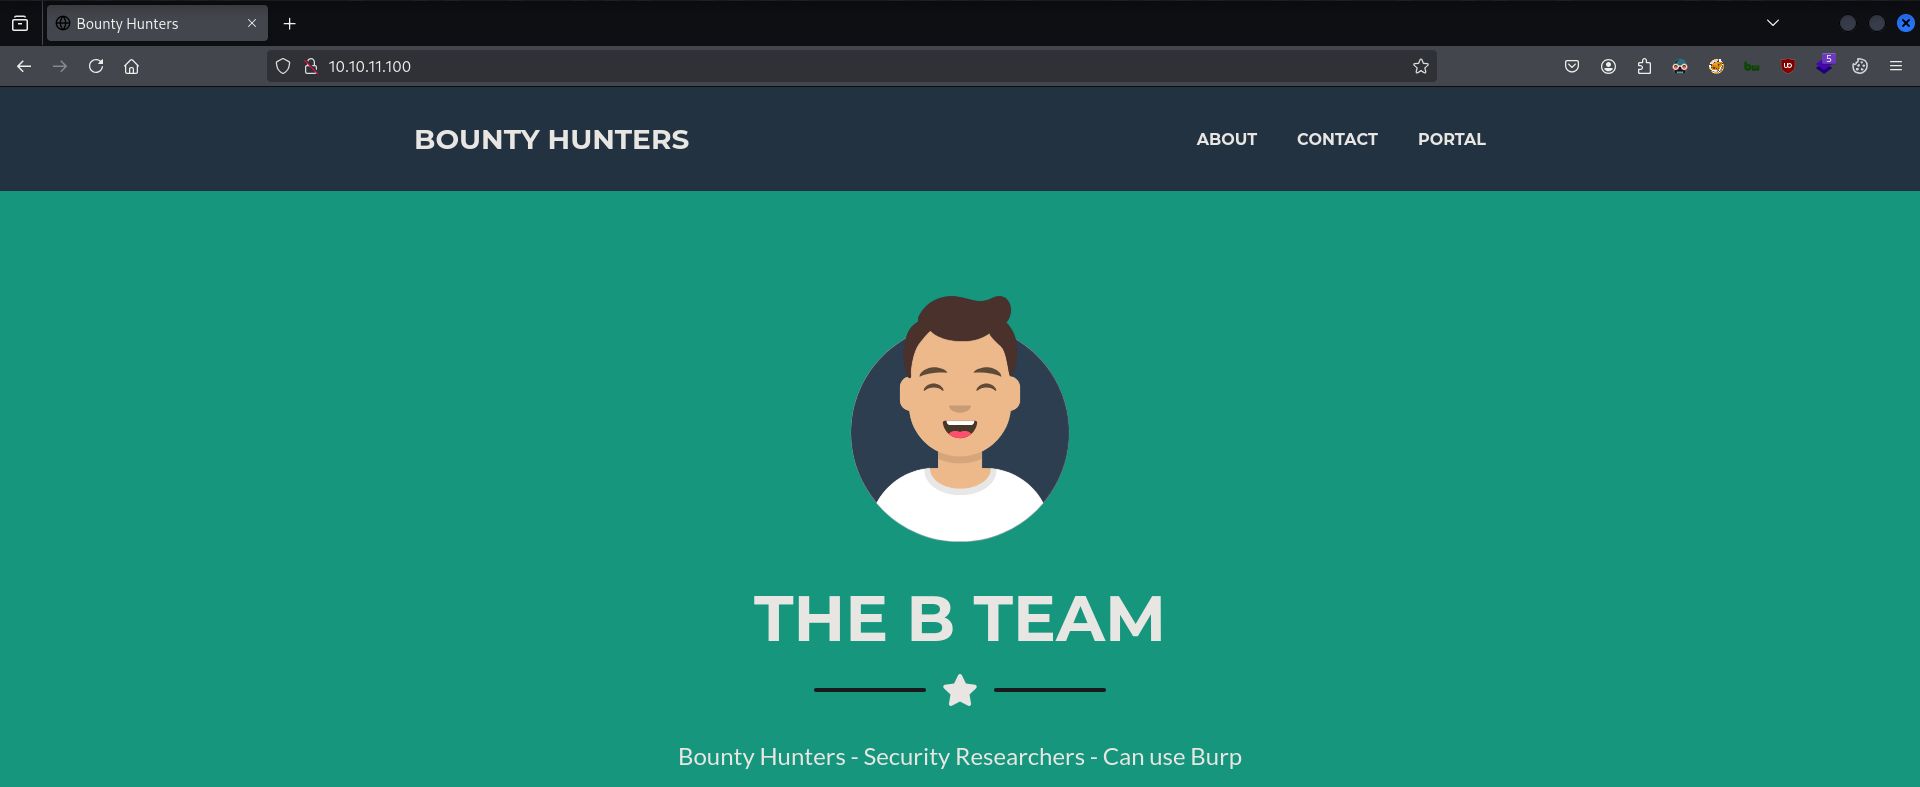 Bounty Hunters
10.10.11.100
5
BOUNTY HUNTERS
ABOUT CONTACT PORTAL
THE B TEAM
Bounty Hunters - Security Researchers - Can use Burp